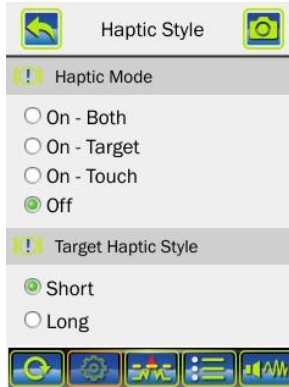 Haptic Style
Haptic Mode
On - Both
On - Target
On - Touch
Off
Target Haptic Style
Short
Long